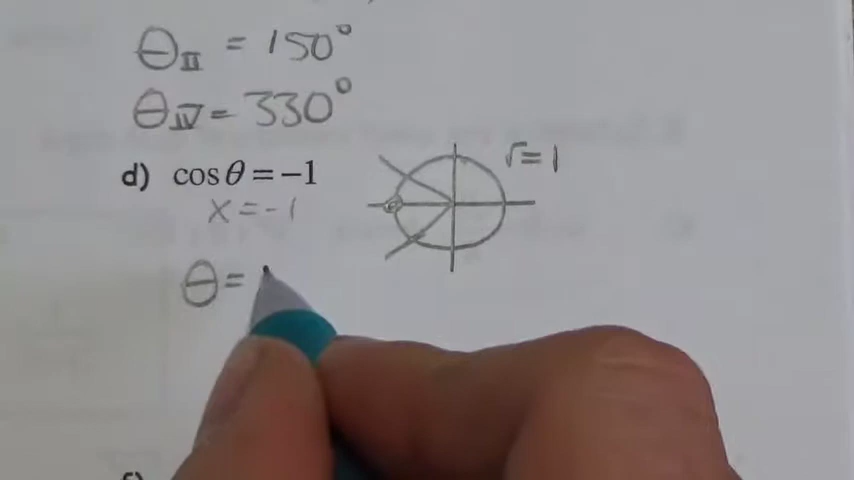 θII = 150°
θIV = 330°
d) cos θ = −1
r = 1
x = -1
θ =